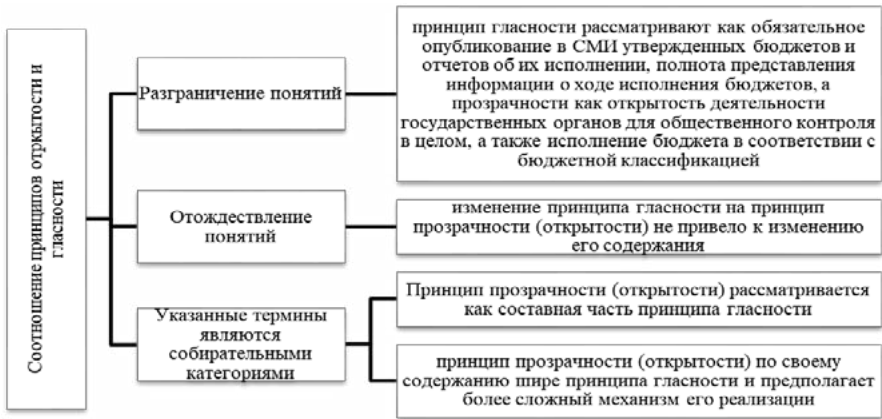 Соотношение принципов отркытости и
гласности
Разграничение понятий
принцип гласности рассматривают как обязательное
опубликование в СМИ утвержденных бюджетов и
отчетов об их исполнении, полнота представления
информации о ходе исполнения бюджетов, а
прозрачности как открытость деятельности
государственных органов для общественного контроля
в целом, а также исполнение бюджета в соответствии с
бюджетной классификацией
Отождествление
понятий
изменение принципа гласности на принцип
прозрачности (открытости) не привело к изменению
его содержания
Указанные термины
являются
собирательными
категориями
Принцип прозрачности (открытости) рассматривается
как составная часть принципа гласности
принцип прозрачности (открытости) по своему
содержанию шире принципа гласности и предполагает
более сложный механизм его реализации